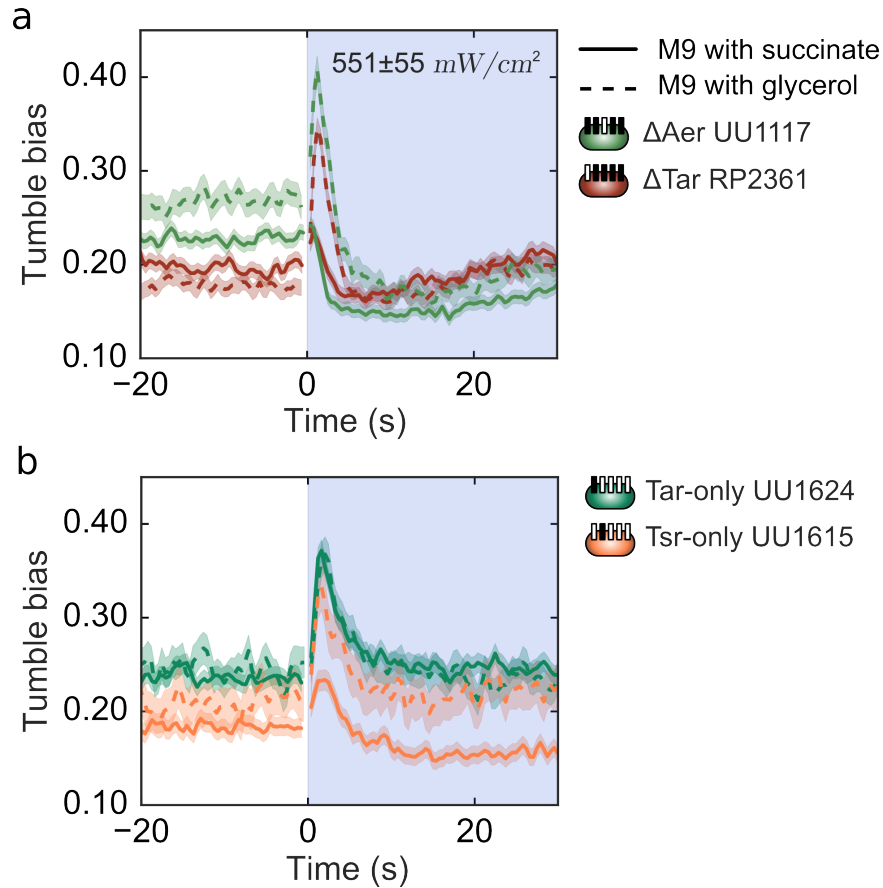 a
551±55 mW/cm²
0.40
0.30
0.20
0.10
Tumble bias
−20
0
20
Time (s)
M9 with succinate
M9 with glycerol
ΔAer UU1117
ΔTar RP2361
b
0.40
0.30
0.20
0.10
Tumble bias
−20
0
20
Time (s)
Tar-only UU1624
Tsr-only UU1615